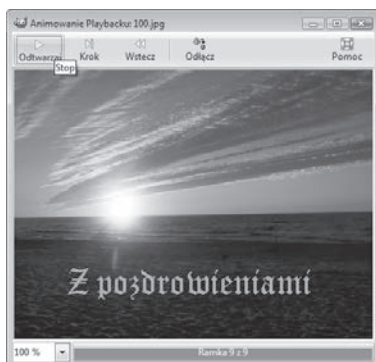 Animowanie Playbacku: 100.jpg
Odtwarzaj Krok Wstecz Odłącz Pomoc
Stop
Z pozdrowieniami
100 % Ramka 9 z 9